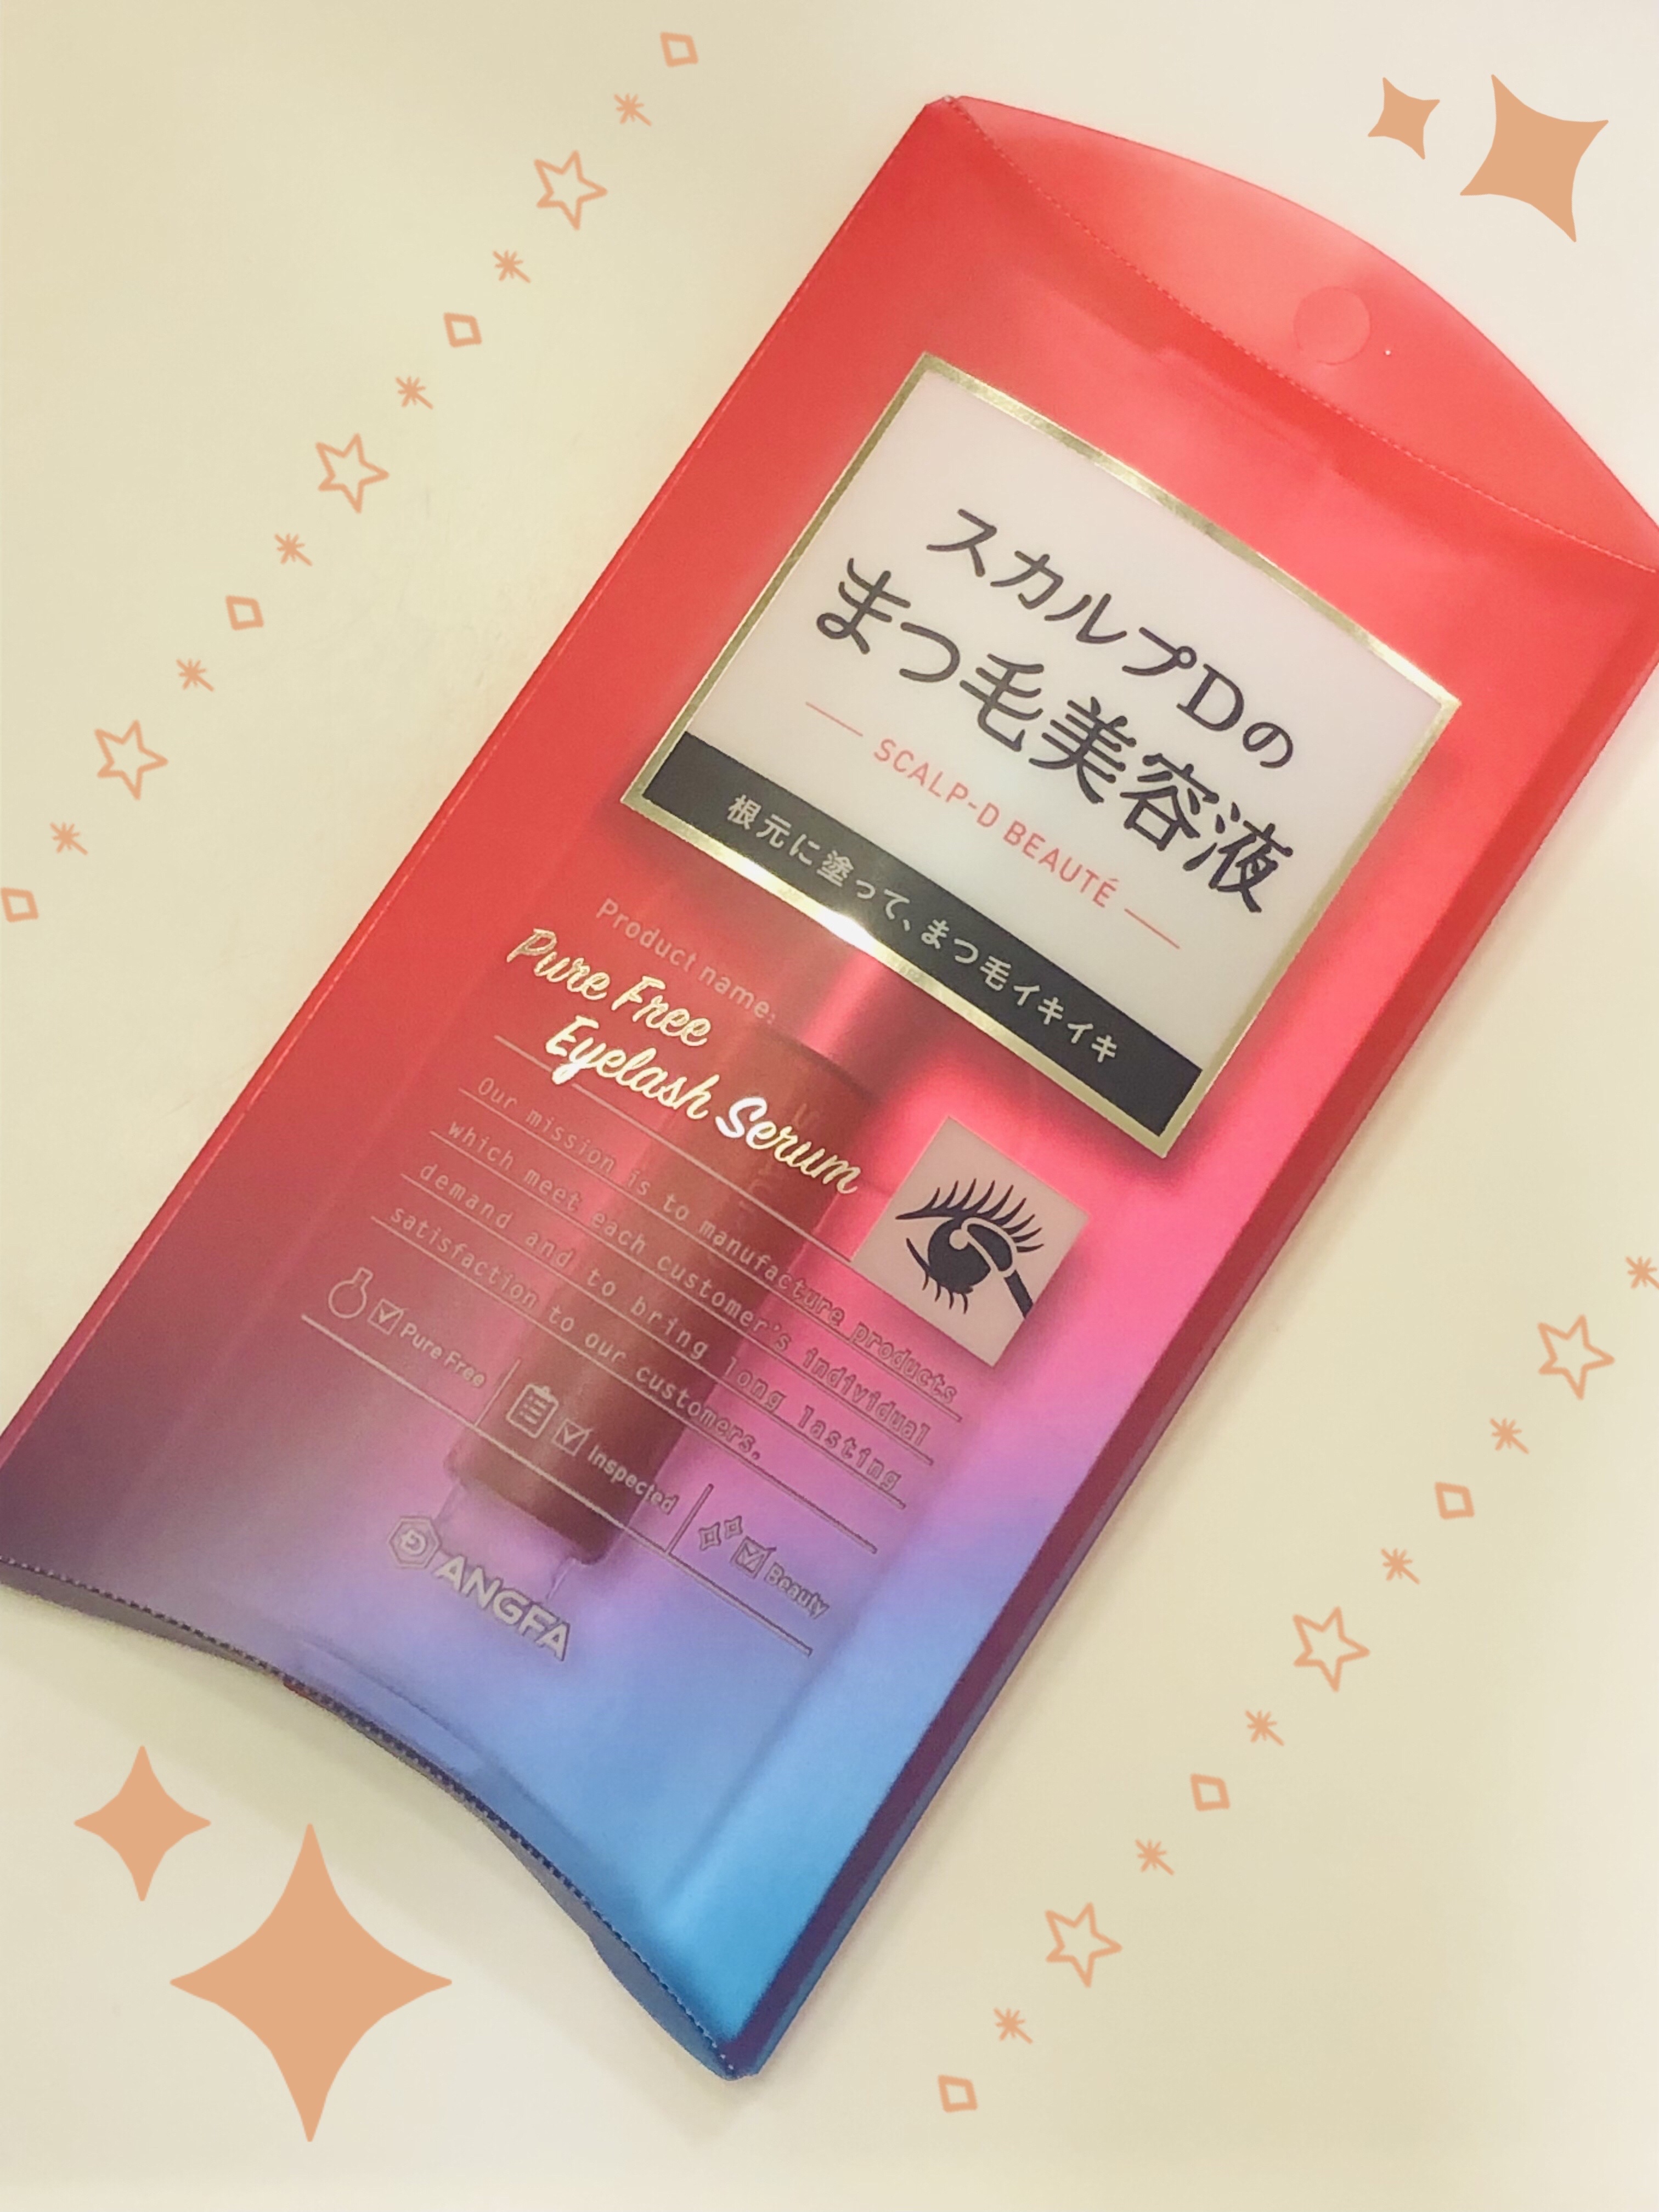 スカルプDの
まつ毛美容液
SCALP-D BEAUTÉ
根元に塗って、まつ毛イキイキ
Product name:
Pure Free
Eyelash Serum
Our mission is to manufacture products
which meet each customer's individual
demand and to bring long lasting
satisfaction to our customers.
Pure Free
Inspected
Beauty
ANGFA